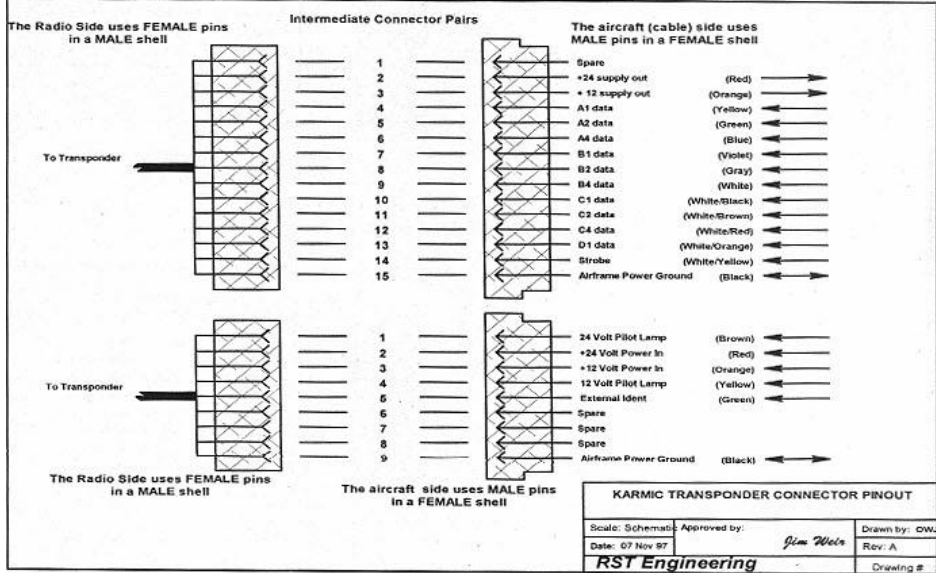 Intermediate Connector Pairs
The Radio Side uses FEMALE pins
in a MALE shell
The aircraft (cable) side uses
MALE pins in a FEMALE shell
To Transponder
1 Spare
2 +24 supply out (Red)
3 + 12 supply out (Orange)
4 A1 data (Yellow)
5 A2 data (Green)
6 A4 data (Blue)
7 B1 data (Violet)
8 B2 data (Gray)
9 B4 data (White)
10 C1 data (White/Black)
11 C2 data (White/Brown)
12 C4 data (White/Red)
13 D1 data (White/Orange)
14 Strobe (White/Yellow)
15 Airframe Power Ground (Black)
To Transponder
1 24 Volt Pilot Lamp (Brown)
2 +24 Volt Power In (Red)
3 +12 Volt Power In (Orange)
4 12 Volt Pilot Lamp (Yellow)
5 External Ident (Green)
6 Spare
7 Spare
8 Spare
9 Airframe Power Ground (Black)
The Radio Side uses FEMALE pins
in a MALE shell
The aircraft side uses MALE pins
in a FEMALE shell
KARMIC TRANSPONDER CONNECTOR PINOUT
Scale: Schematic Approved by: Drawn by: OWJ
Date: 07 Nov 97 Jim Weir Rev: A
RST Engineering Drawing #